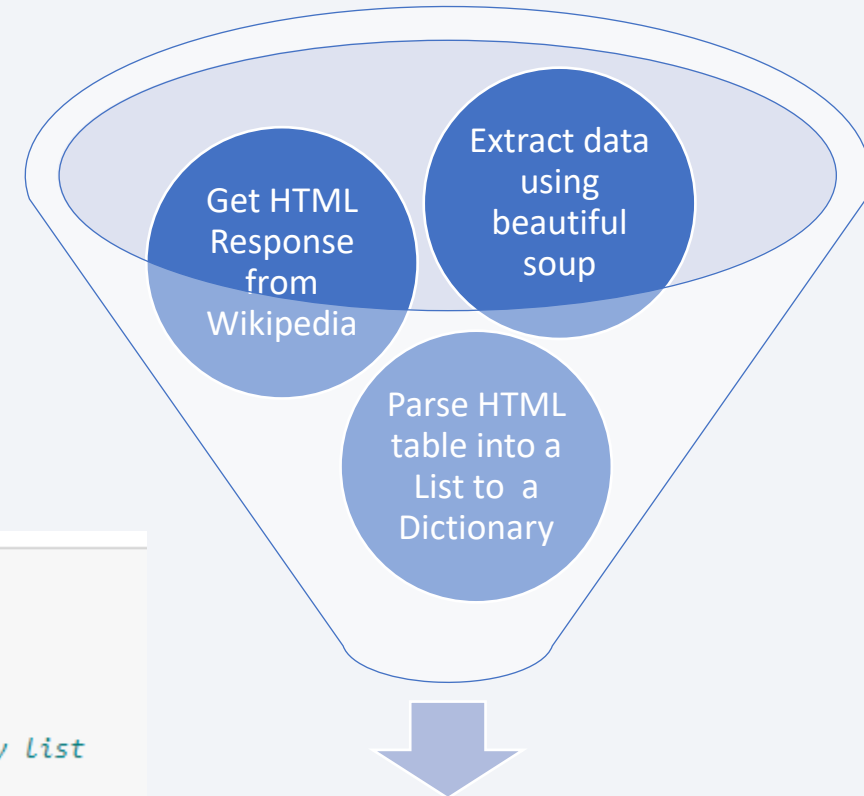 Get HTML
Response
from
Wikipedia
Extract data
using
beautiful
soup
Parse HTML
table into a
List to a
Dictionary
list